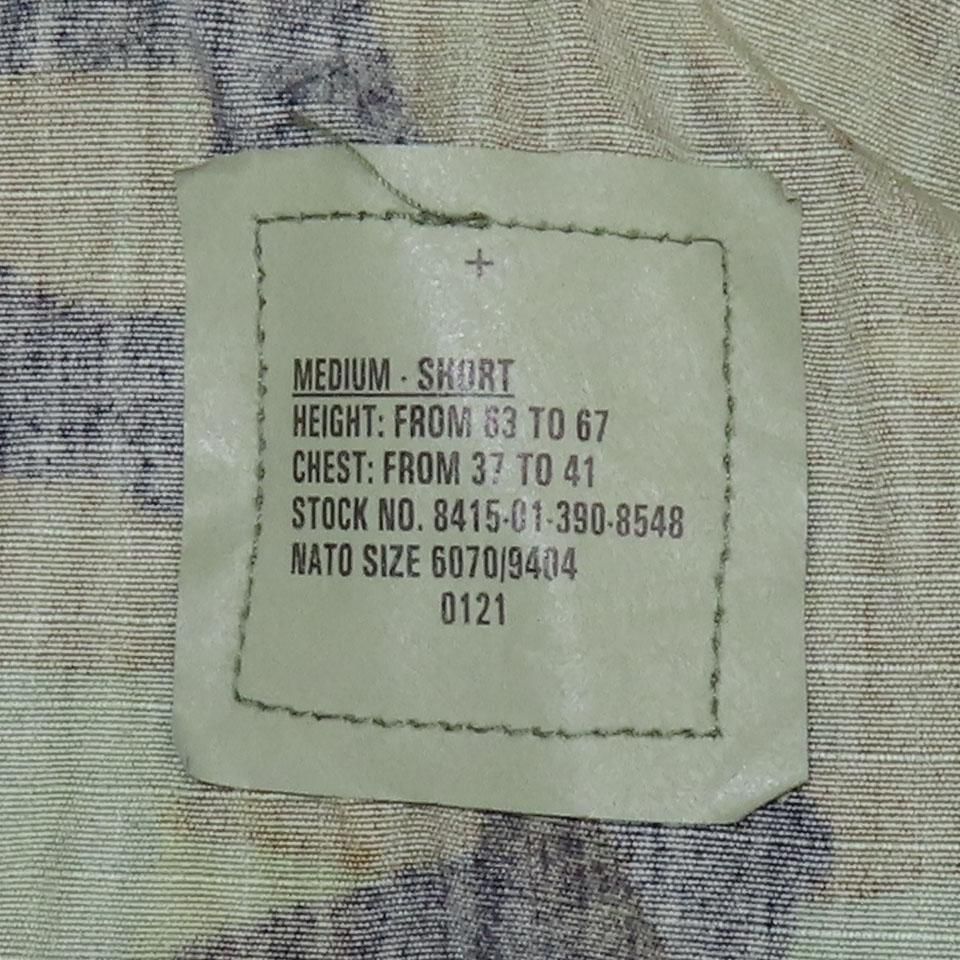 +
MEDIUM - SHORT
HEIGHT: FROM 63 TO 67
CHEST: FROM 37 TO 41
STOCK NO. 8415-01-390-8548
NATO SIZE 6070/9404
0121